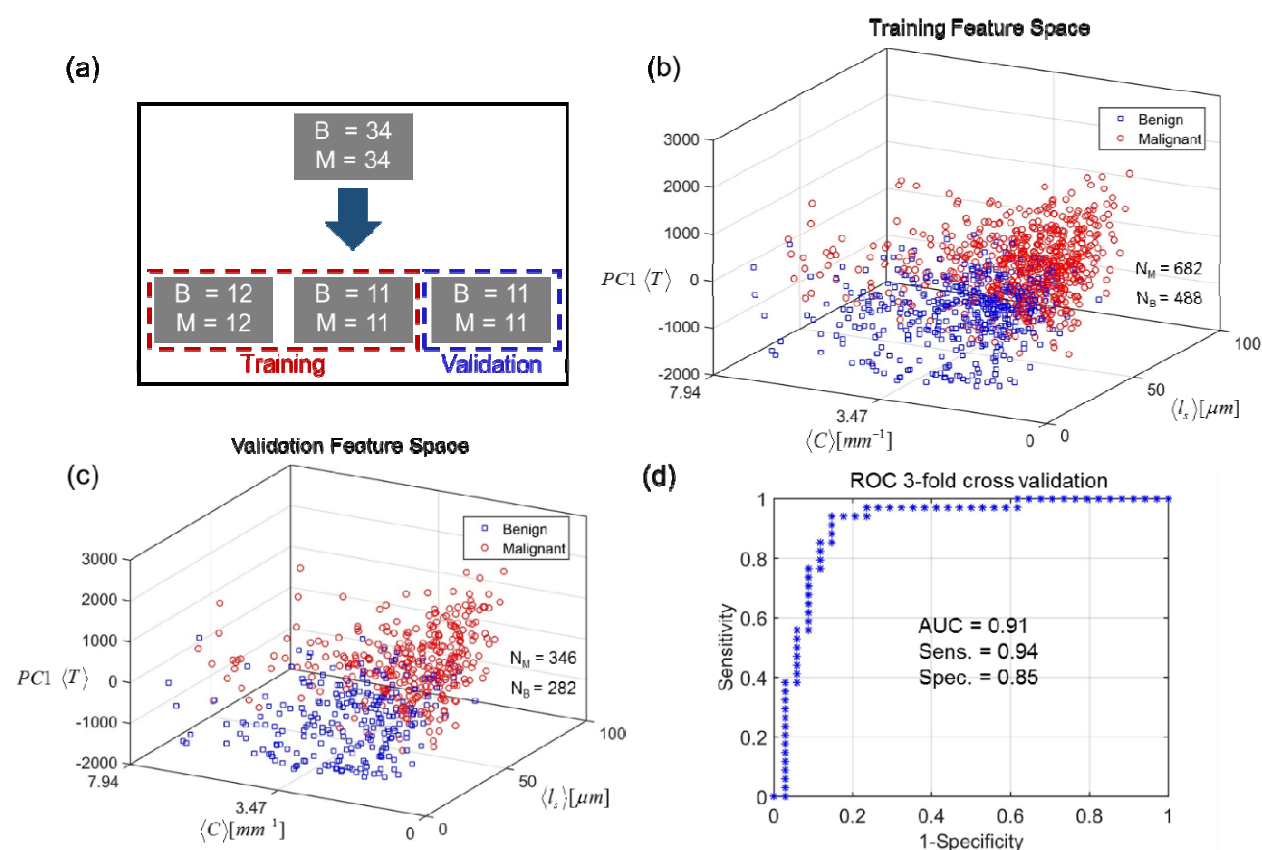 (a)
B = 34
M = 34
B = 12
M = 12
B = 11
M = 11
B = 11
M = 11
Training
Validation
(b)
Training Feature Space
Benign
Malignant
3000
2000
1000
0
-1000
-2000
PC1 ⟨T⟩
N_M = 682
N_B = 488
7.94
3.47
0
⟨C⟩[mm⁻¹]
0
50
100
⟨l_s⟩[μm]
(c)
Validation Feature Space
Benign
Malignant
3000
2000
1000
0
-1000
-2000
PC1 ⟨T⟩
N_M = 346
N_B = 282
7.94
3.47
0
⟨C⟩[mm⁻¹]
0
50
100
⟨l_s⟩[μm]
(d)
ROC 3-fold cross validation
1
0.8
0.6
0.4
0.2
0
Sensitivity
AUC = 0.91
Sens. = 0.94
Spec. = 0.85
0
0.2
0.4
0.6
0.8
1
1-Specificity